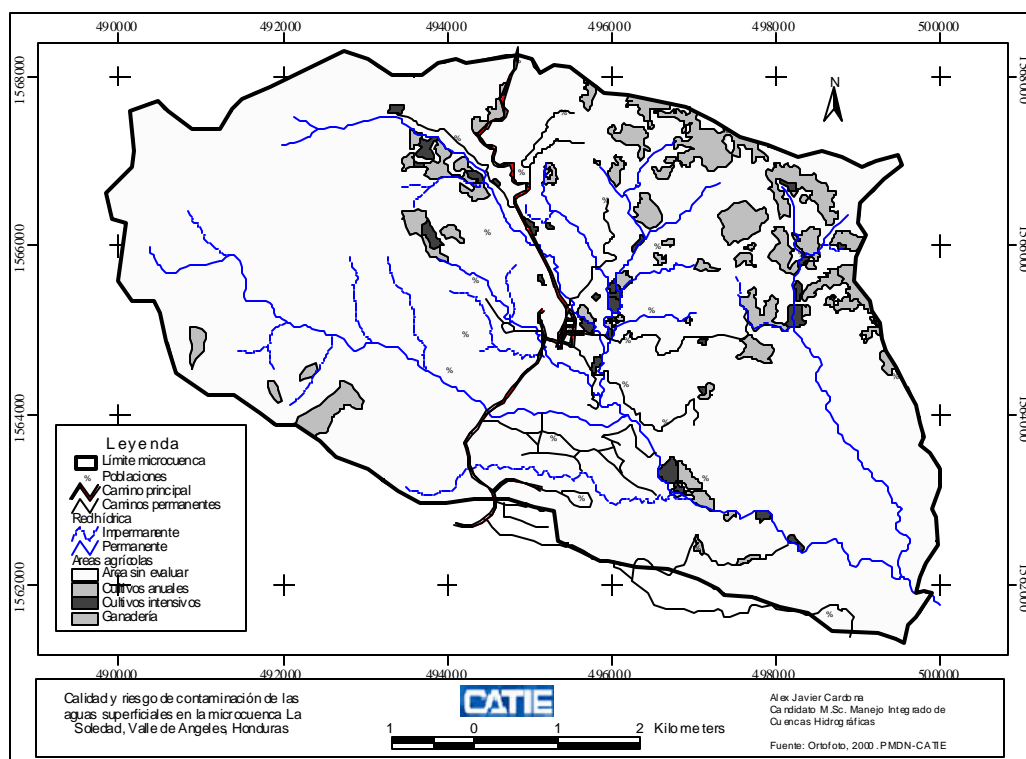 490000 492000 494000 496000 498000 500000
1568000 1568000
N
1566000 1566000
1564000 1564000
1562000 1562000
Leyenda
Límite microcuenca
% Poblaciones
Camino principal
Caminos permanentes
Red hídrica
Impermanente
Permanente
Areas agrícolas
Area sin evaluar
Cultivos anuales
Cultivos intensivos
Ganadería
490000 492000 494000 496000 498000 500000
Calidad y riesgo de contaminación de las
aguas superficiales en la microcuenca La
Soledad, Valle de Angeles, Honduras
CATIE
1 0 1 2 Kilometers
Alex Javier Cardona
Candidato M.Sc. Manejo Integrado de
Cuencas Hidrográficas
Fuente: Ortofoto, 2000. PMDN-CATIE